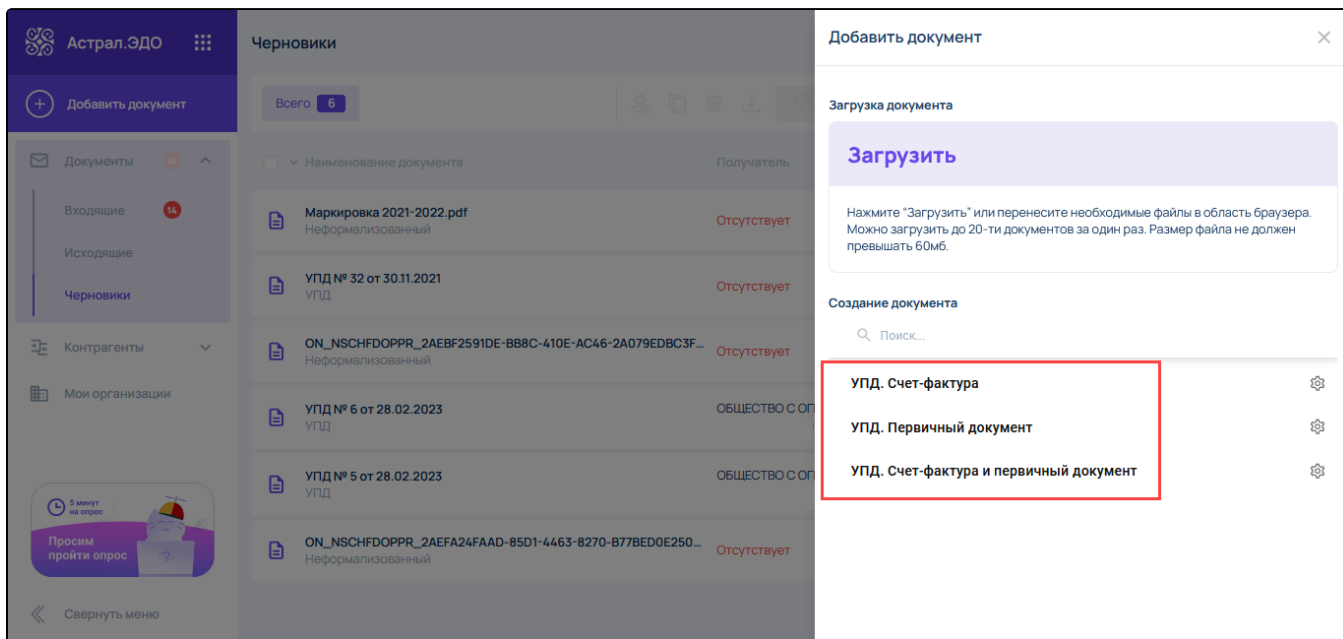 Астрал.ЭДО
Добавить документ
Документы 14
Входящие 14
Исходящие
Черновики
Контрагенты
Мои организации
5 минут
на опрос
Просим
пройти опрос
Свернуть меню
Черновики
Всего 6
Наименование документа Получатель
Маркировка 2021-2022.pdf
Неформализованный
Отсутствует
УПД № 32 от 30.11.2021
УПД
Отсутствует
ON_NSCHFDOPPR_2AEBF2591DE-BB8C-410E-AC46-2A079EDBC3F...
Неформализованный
Отсутствует
УПД № 6 от 28.02.2023
УПД
ОБЩЕСТВО С ОГ
УПД № 5 от 28.02.2023
УПД
ОБЩЕСТВО С ОГ
ON_NSCHFDOPPR_2AEFA24FAAD-85D1-4463-8270-B77BED0E250...
Неформализованный
Отсутствует
Добавить документ
Загрузка документа
Загрузить
Нажмите "Загрузить" или перенесите необходимые файлы в область браузера.
Можно загрузить до 20-ти документов за один раз. Размер файла не должен
превышать 60мб.
Создание документа
Поиск...
УПД. Счет-фактура
УПД. Первичный документ
УПД. Счет-фактура и первичный документ